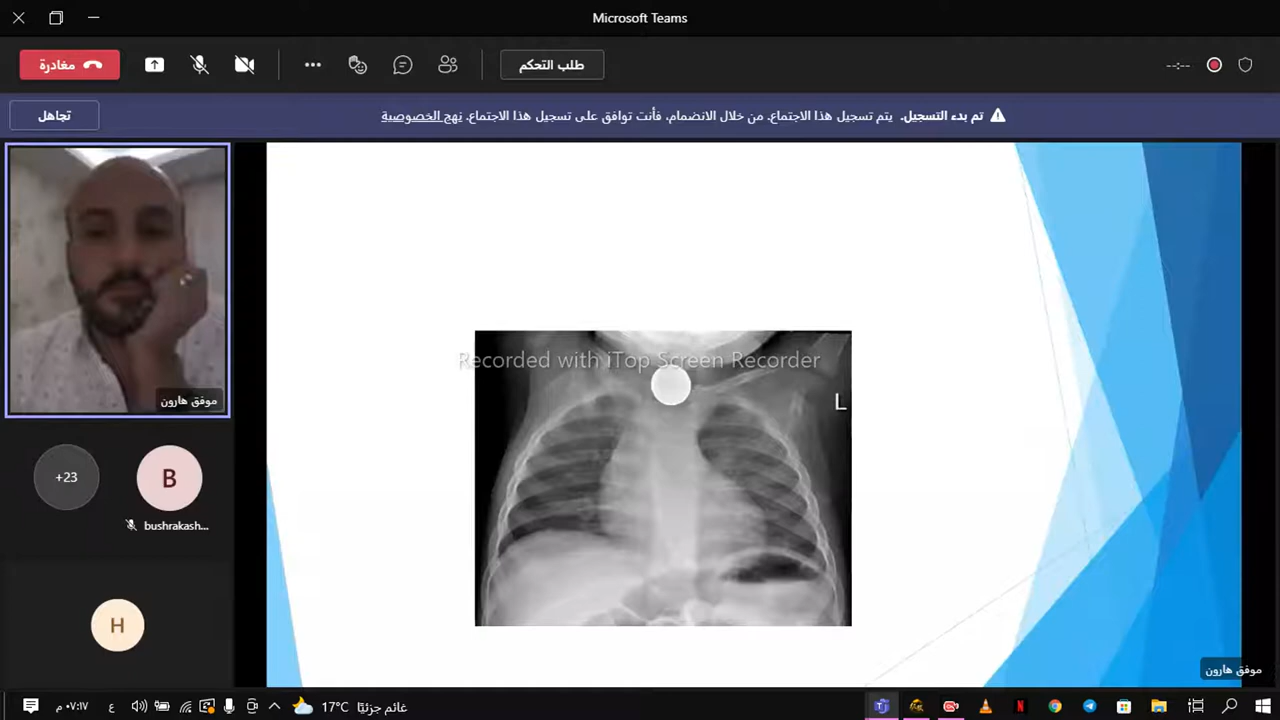 Microsoft Teams
مغادرة
طلب التحكم
--:--
تم بدء التسجيل. يتم تسجيل هذا الاجتماع. من خلال الانضمام، فأنت توافق على تسجيل هذا الاجتماع. نهج الخصوصية
تجاهل
موفق هارون
+23
B
bushrakash...
H
Recorded with iTop Screen Recorder
L
موفق هارون
٠٧:١٧ م
ع
17°C
غائم جزئيًا